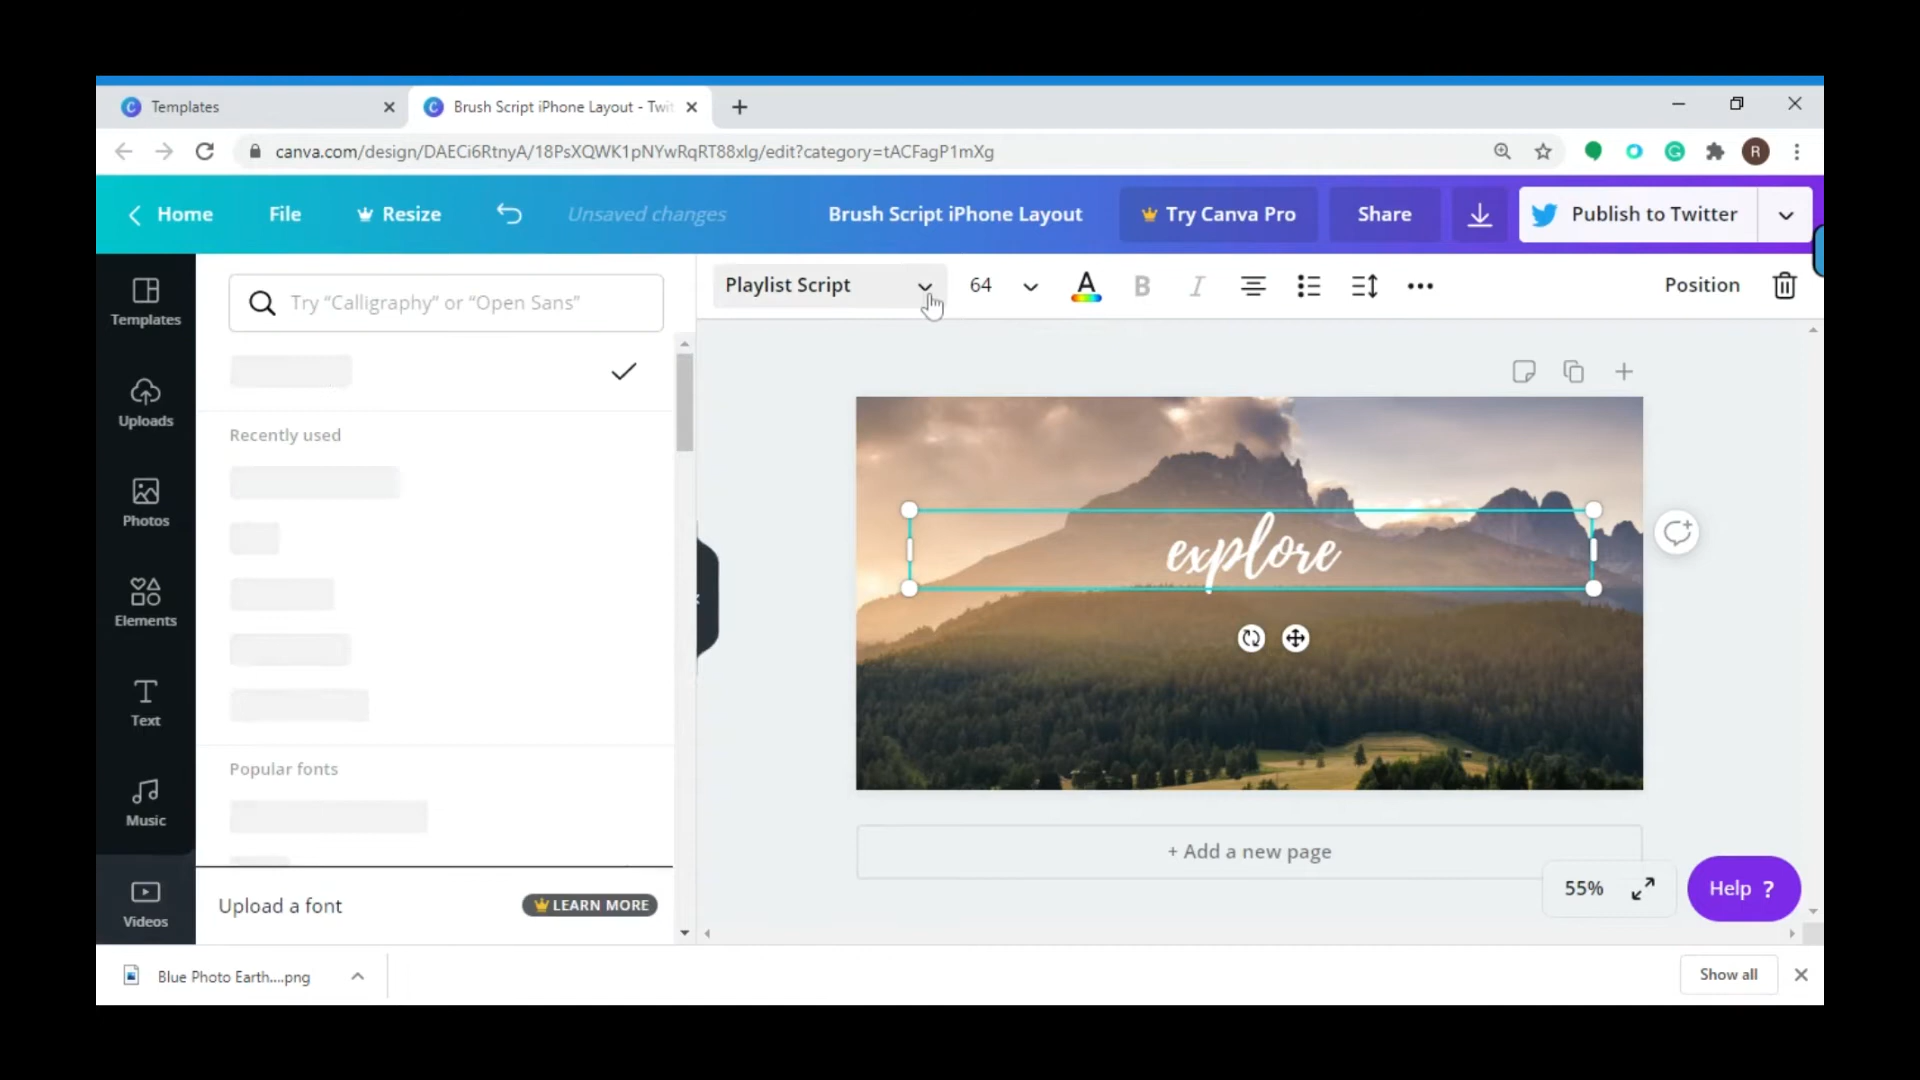 Templates
Brush Script iPhone Layout - Twit
canva.com/design/DAECi6RtnyA/18PsXQWK1pNYwRqRT88xlg/edit?category=tACFagP1mXg
R
Home File Resize Unsaved changes Brush Script iPhone Layout Try Canva Pro Share Publish to Twitter
Try “Calligraphy” or “Open Sans”
Playlist Script 64 A B I Position
Templates
Uploads
Photos
Elements
Text
Music
Videos
Recently used
Popular fonts
Upload a font LEARN MORE
explore
+ Add a new page
55% Help ?
Blue Photo Earth....png Show all